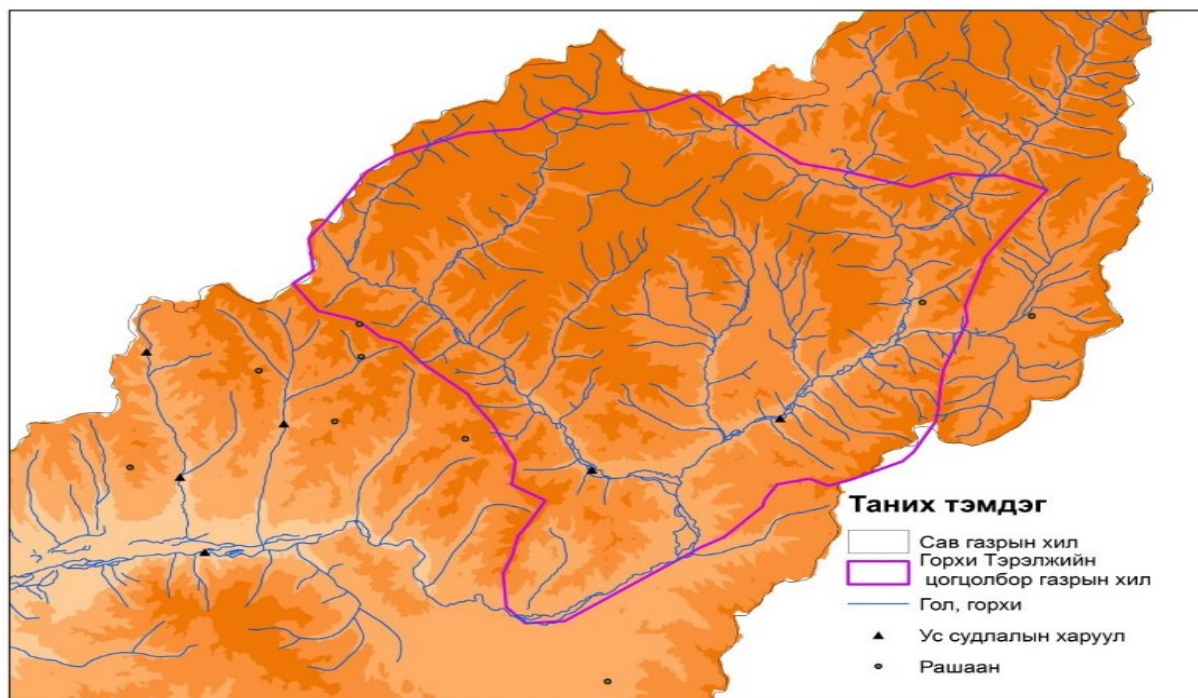 Таних тэмдэг
Сав газрын хил
Горхи Тэрэлжийн
цогцолбор газрын хил
Гол, горхи
Ус судлалын харуул
Рашаан